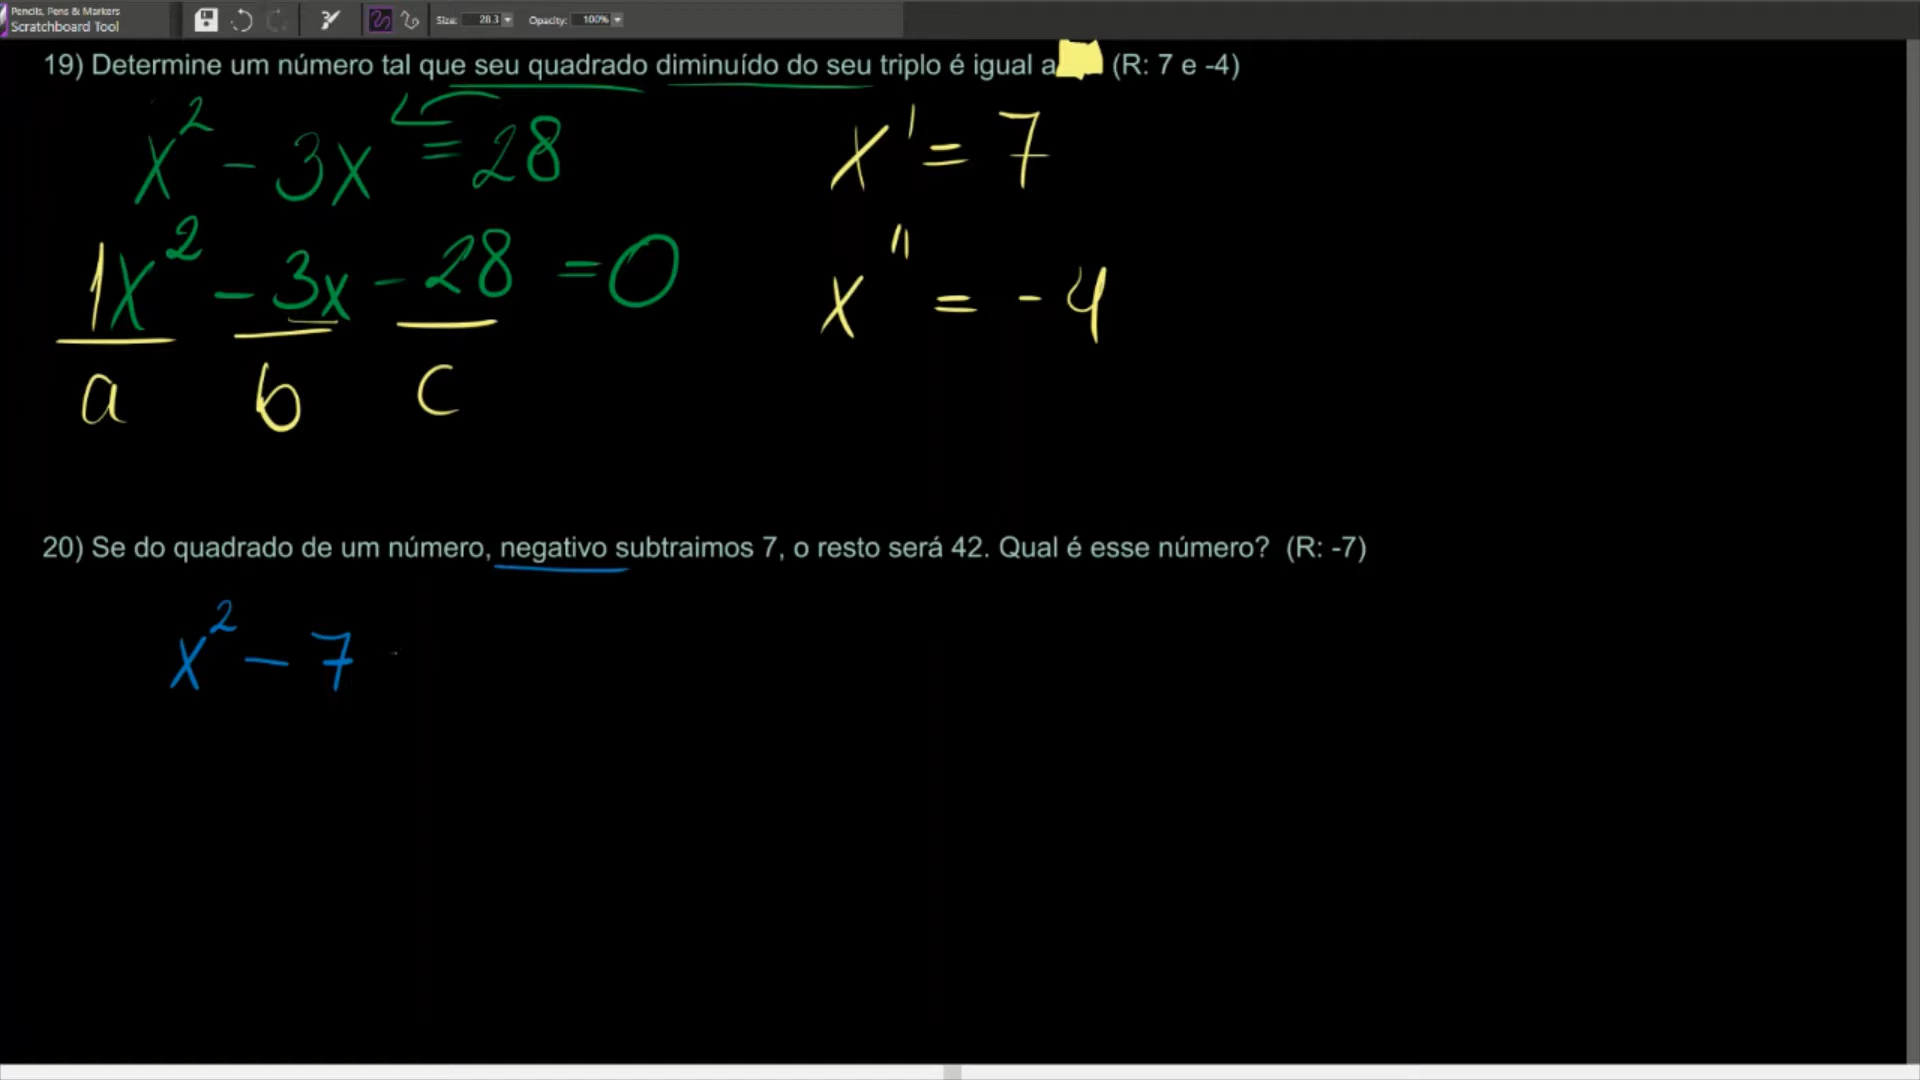 Pencils, Pens & Markers
Scratchboard Tool
Size: 28.3 Opacity: 100%
19) Determine um número tal que seu quadrado diminuído do seu triplo é igual a (R: 7 e -4)
x² - 3x = 28
x' = 7
1x² - 3x - 28 = 0
x'' = - 4
a b c
20) Se do quadrado de um número, negativo subtraimos 7, o resto será 42. Qual é esse número? (R: -7)
x² - 7